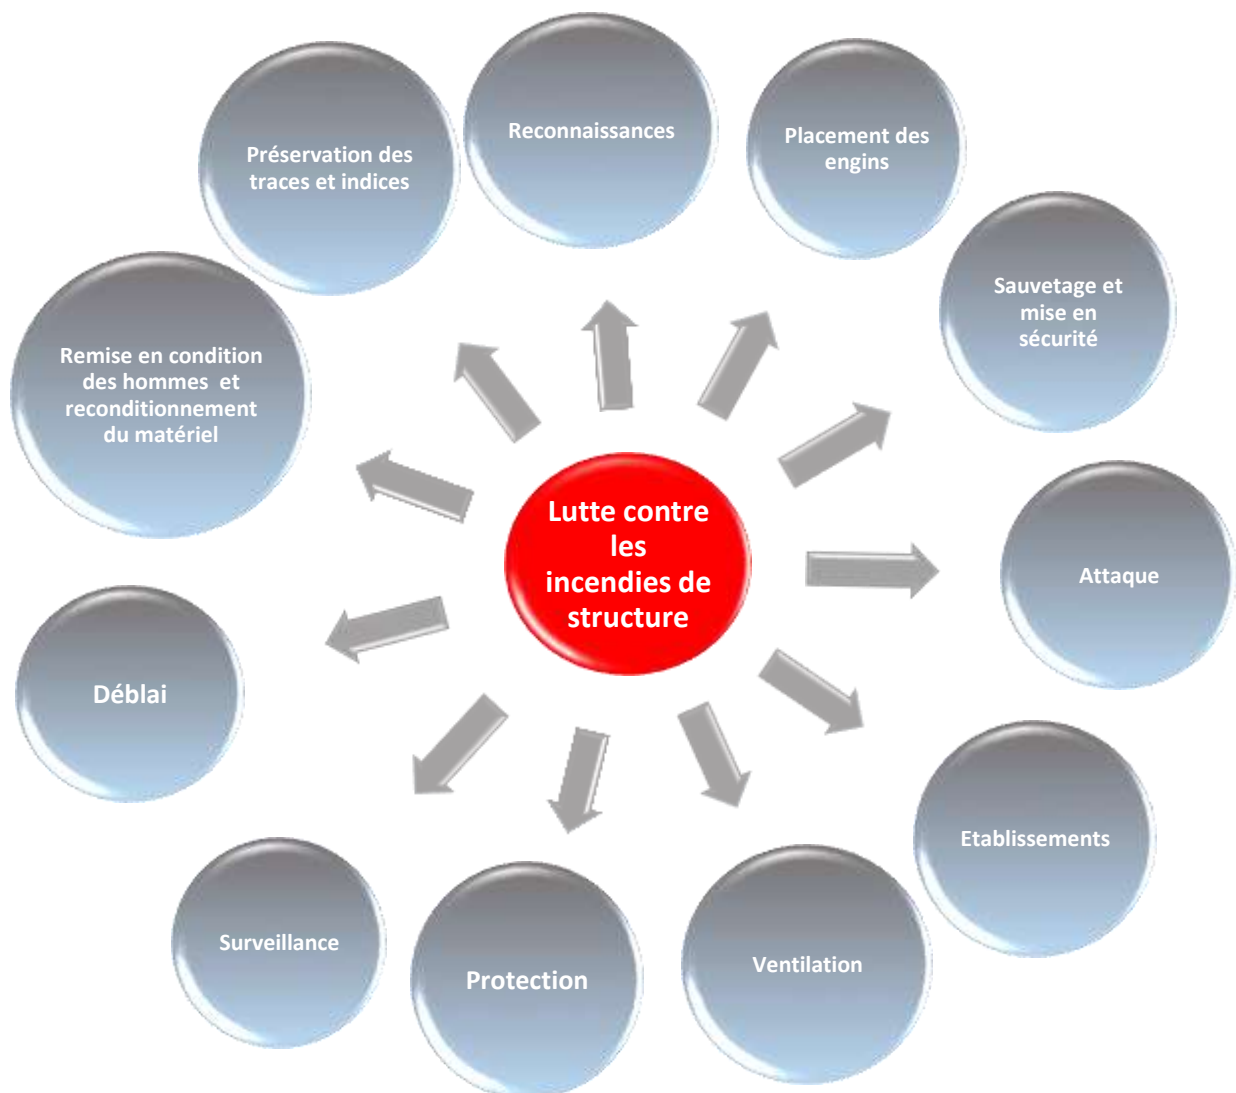 Reconnaissances
Placement des
engins
Sauvetage et
mise en
sécurité
Attaque
Etablissements
Ventilation
Protection
Surveillance
Déblai
Remise en condition
des hommes et
reconditionnement
du matériel
Préservation des
traces et indices
Lutte contre
les
incendies de
structure